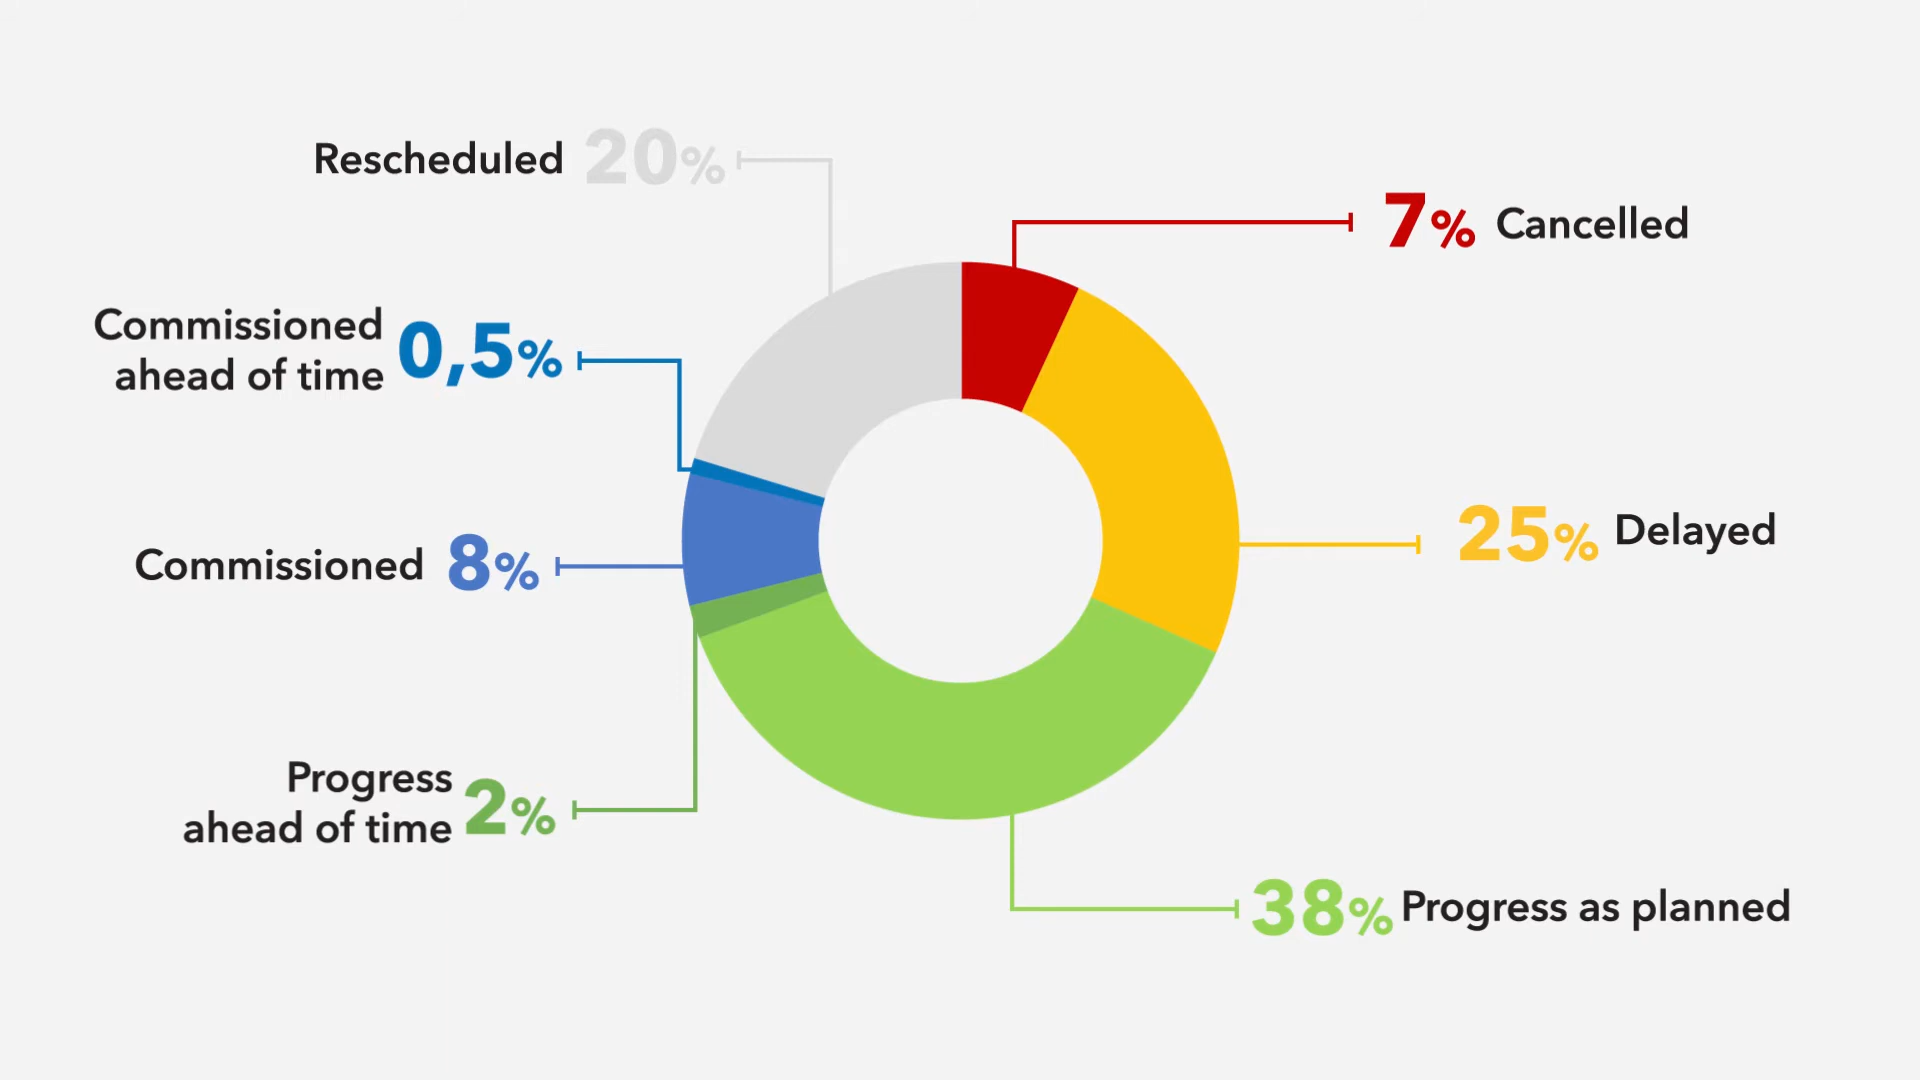 Rescheduled 20%
7% Cancelled
Commissioned
ahead of time 0,5%
25% Delayed
Commissioned 8%
Progress
ahead of time 2%
38% Progress as planned